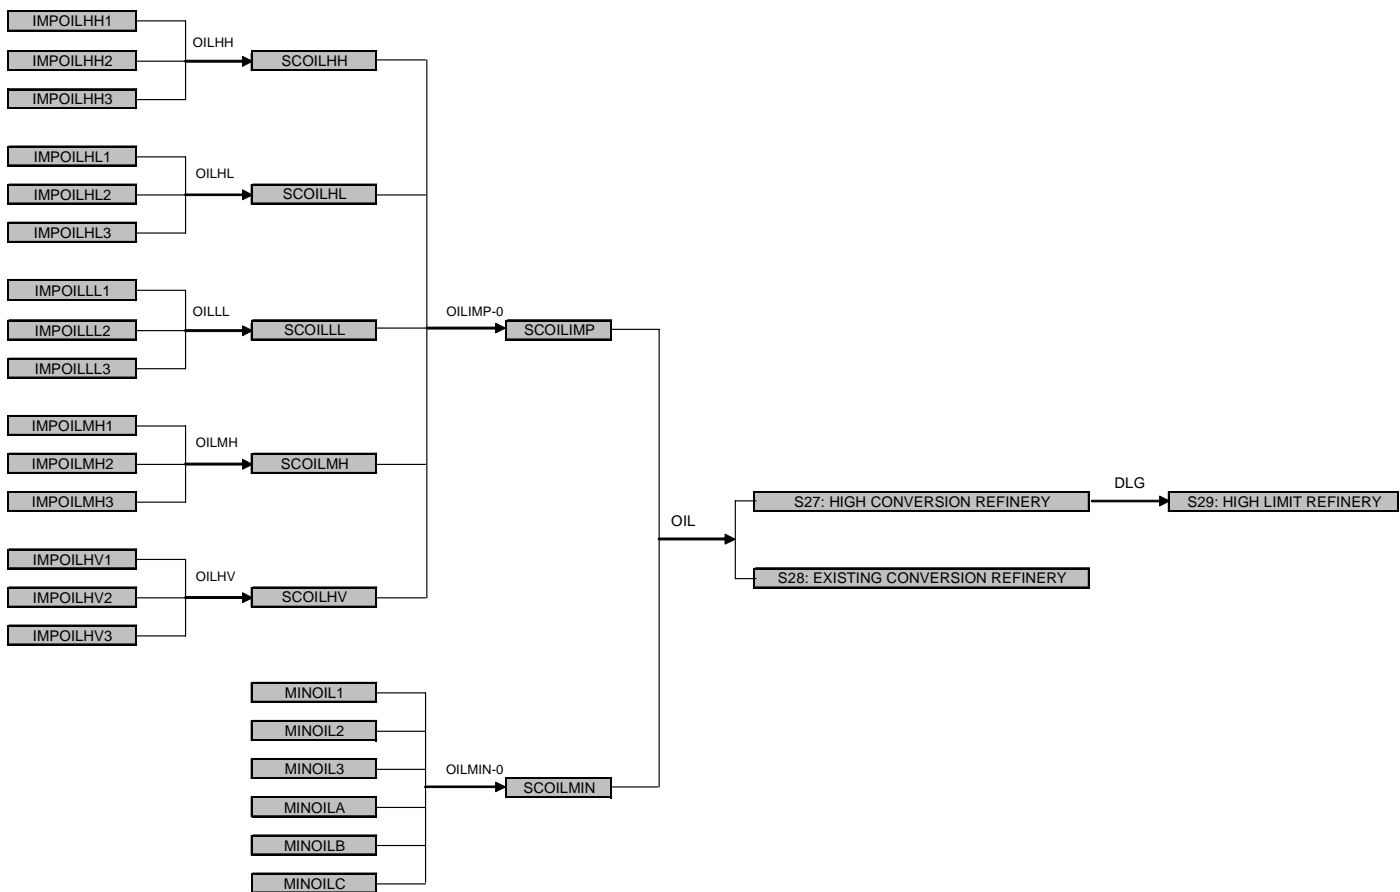 IMPOILHH1
OILHH
IMPOILHH2
SCOILHH
IMPOILHH3
IMPOILHL1
OILHL
IMPOILHL2
SCOILHL
IMPOILHL3
IMPOILLL1
OILLL
OILIMP-0
IMPOILLL2
SCOILLL
SCOILIMP
IMPOILLL3
IMPOILMH1
OILMH
IMPOILMH2
SCOILMH
IMPOILMH3
DLG
S27: HIGH CONVERSION REFINERY
S29: HIGH LIMIT REFINERY
OIL
IMPOILHV1
OILHV
S28: EXISTING CONVERSION REFINERY
IMPOILHV2
SCOILHV
IMPOILHV3
MINOIL1
MINOIL2
MINOIL3
OILMIN-0
SCOILMIN
MINOILA
MINOILB
MINOILC